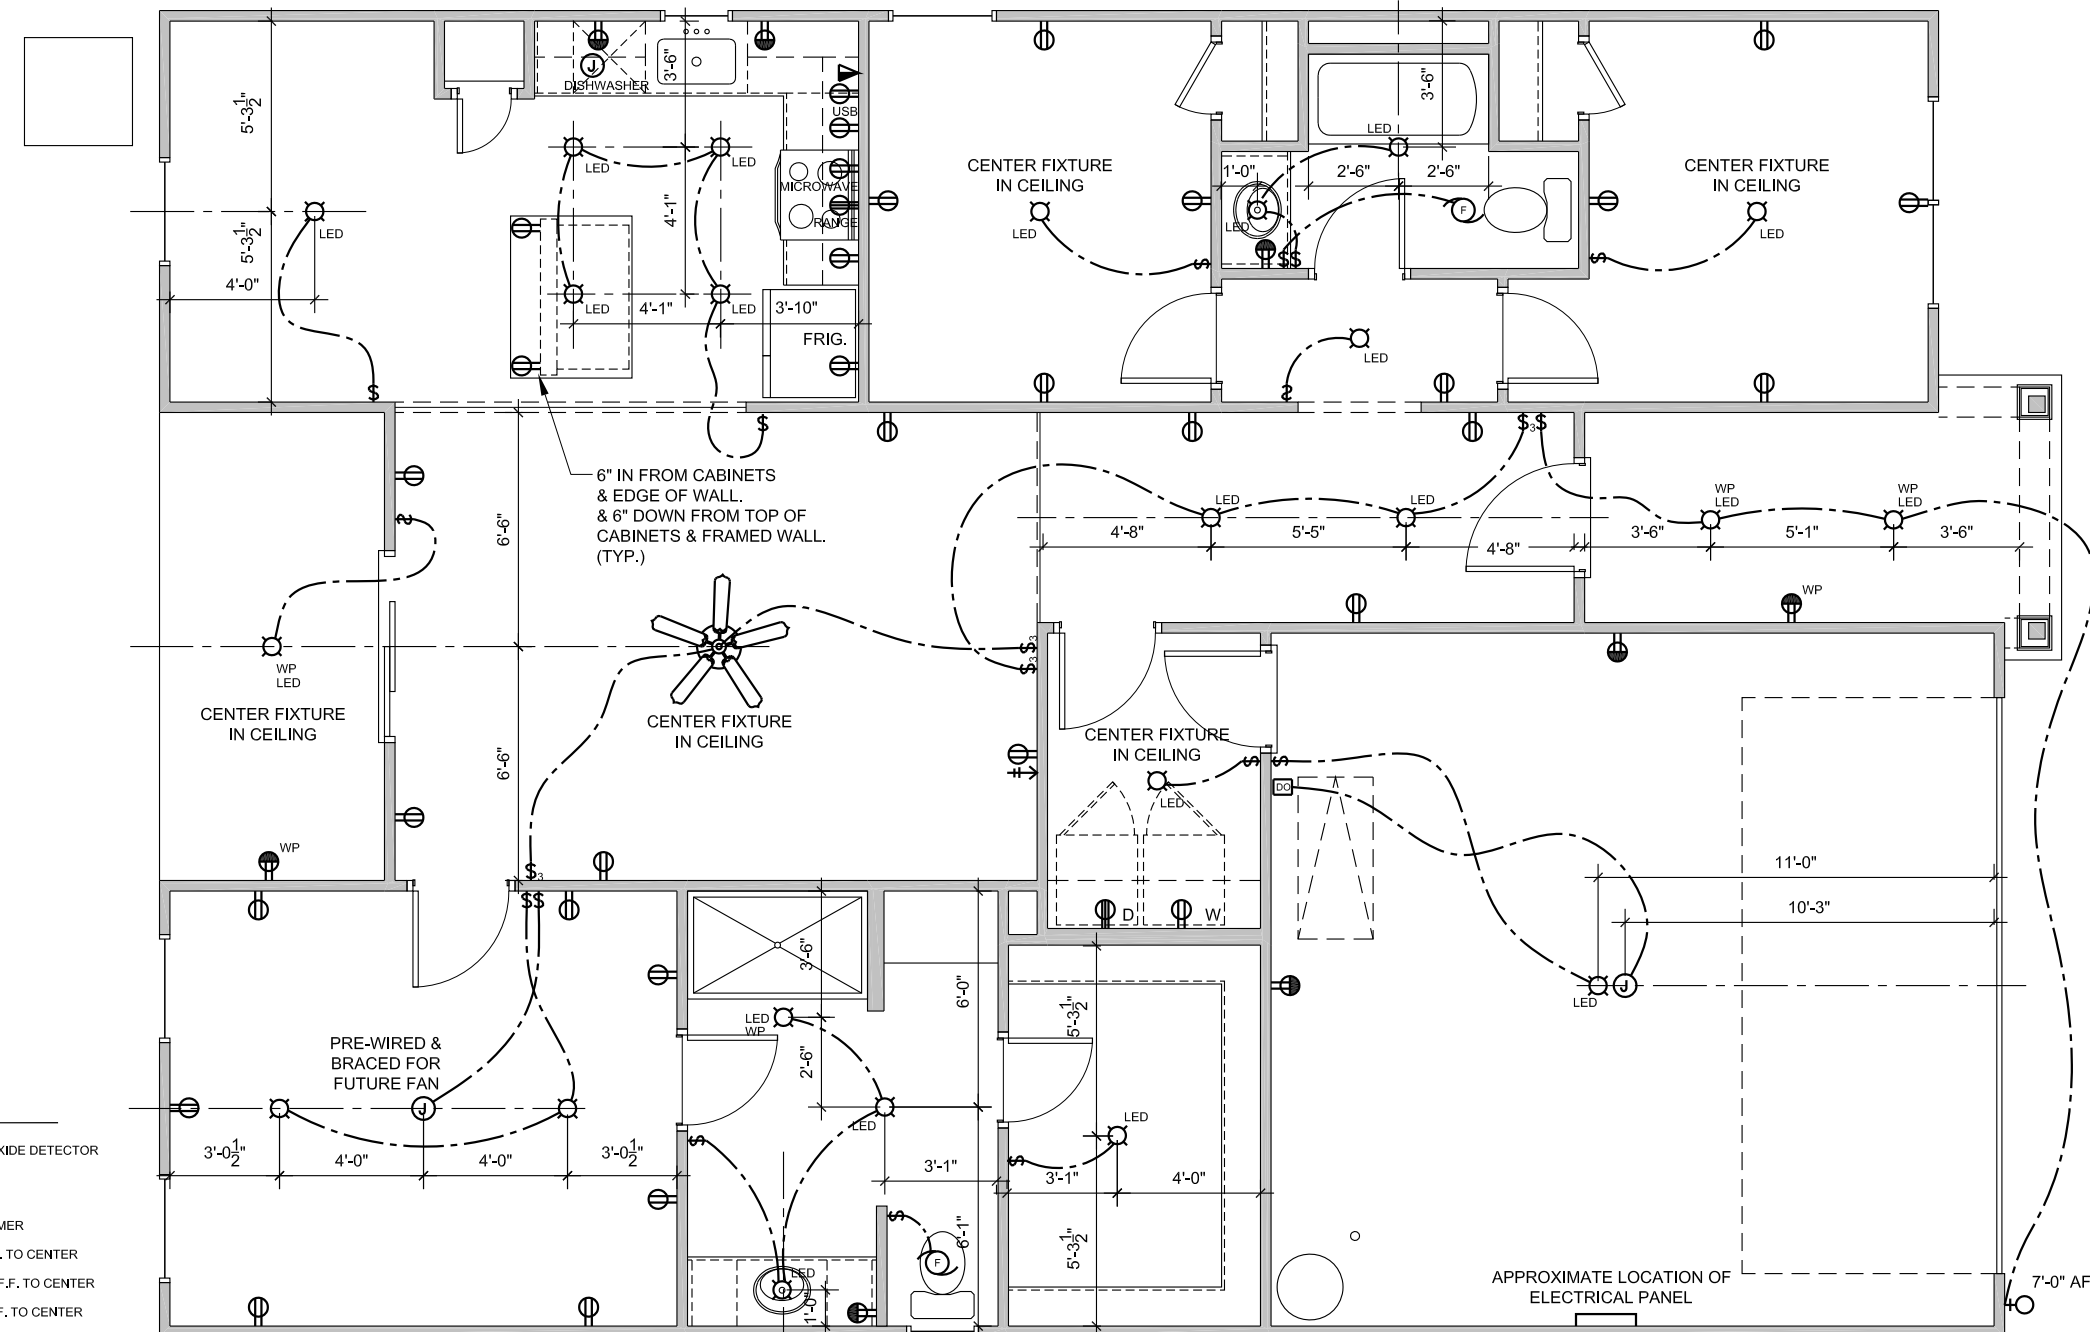 DISHWASHER
USB
MICROWAVE
RANGE
FRIG.
3'-6"
5'-3 1/2"
5'-3 1/2"
4'-0"
LED
LED
LED
LED
LED
4'-1"
4'-1"
3'-10"
CENTER FIXTURE
IN CEILING
LED
3'-6"
LED
1'-0"
2'-6"
2'-6"
LED
F
$$
CENTER FIXTURE
IN CEILING
LED
LED
J
$
$
$
$
$
$
6" IN FROM CABINETS
& EDGE OF WALL.
& 6" DOWN FROM TOP OF
CABINETS & FRAMED WALL.
(TYP.)
$3$
LED
LED
4'-8"
5'-5"
4'-8"
WP
LED
WP
LED
3'-6"
5'-1"
3'-6"
WP
6'-6"
6'-6"
WP
LED
CENTER FIXTURE
IN CEILING
WP
CENTER FIXTURE
IN CEILING
$3
$3
CENTER FIXTURE
IN CEILING
LED
$
$
DO
D
W
11'-0"
10'-3"
LED
J
$3
$$
PRE-WIRED &
BRACED FOR
FUTURE FAN
J
3'-0 1/2"
4'-0"
4'-0"
3'-0 1/2"
3'-6"
LED
WP
2'-6"
LED
6'-0"
3'-1"
6'-1"
$
$
F
LED
1'-0"
5'-3 1/2"
LED
$
3'-1"
4'-0"
5'-3 1/2"
APPROXIMATE LOCATION OF
ELECTRICAL PANEL
7'-0" AF
XIDE DETECTOR
MER
. TO CENTER
F.F. TO CENTER
F. TO CENTER